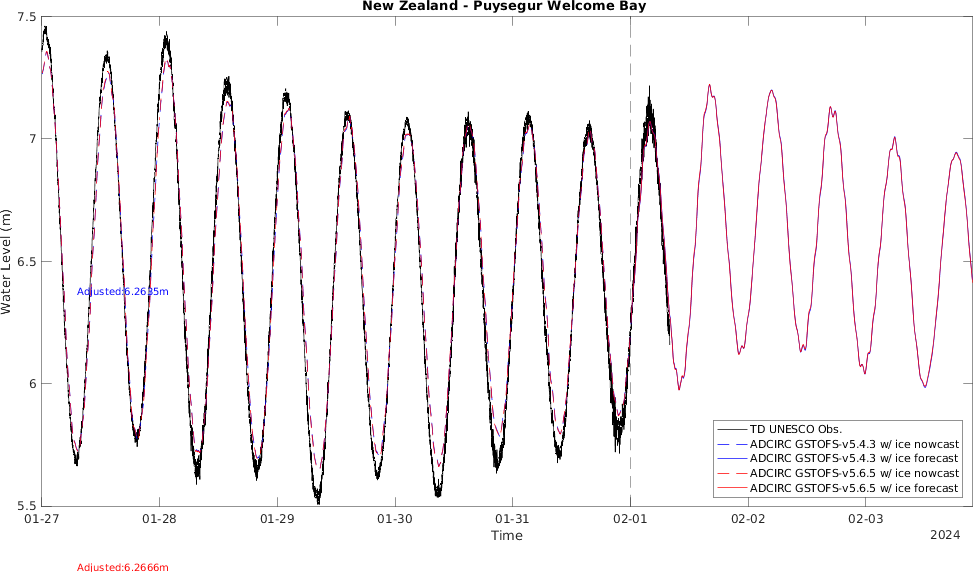 New Zealand - Puysegur Welcome Bay
7.5
7
6.5
6
5.5
Water Level (m)
Adjusted:6.2635m
TD UNESCO Obs.
ADCIRC GSTOFS-v5.4.3 w/ ice nowcast
ADCIRC GSTOFS-v5.4.3 w/ ice forecast
ADCIRC GSTOFS-v5.6.5 w/ ice nowcast
ADCIRC GSTOFS-v5.6.5 w/ ice forecast
01-27 01-28 01-29 01-30 01-31 02-01 02-02 02-03
Time
2024
Adjusted:6.2666m